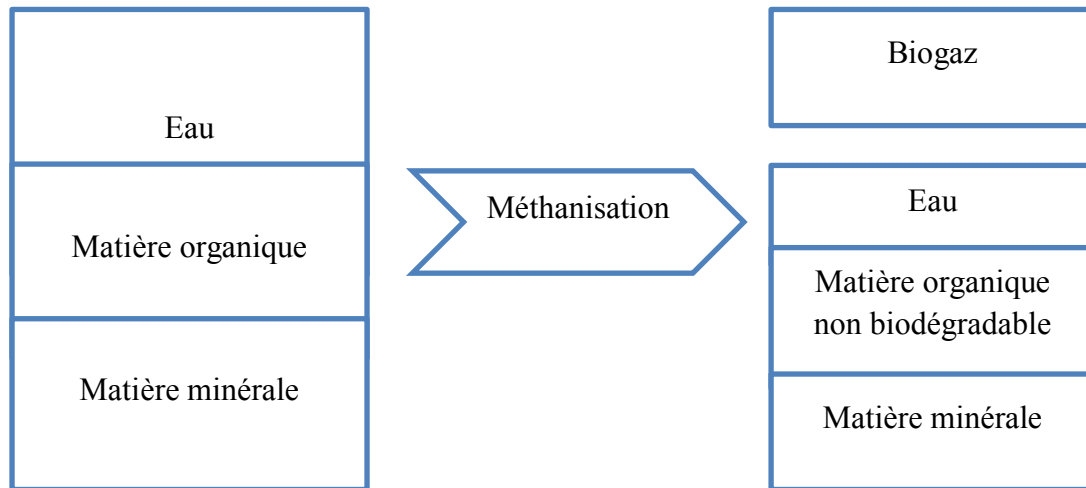 Eau
Matière organique
Matière minérale
Méthanisation
Biogaz
Eau
Matière organique
non biodégradable
Matière minérale